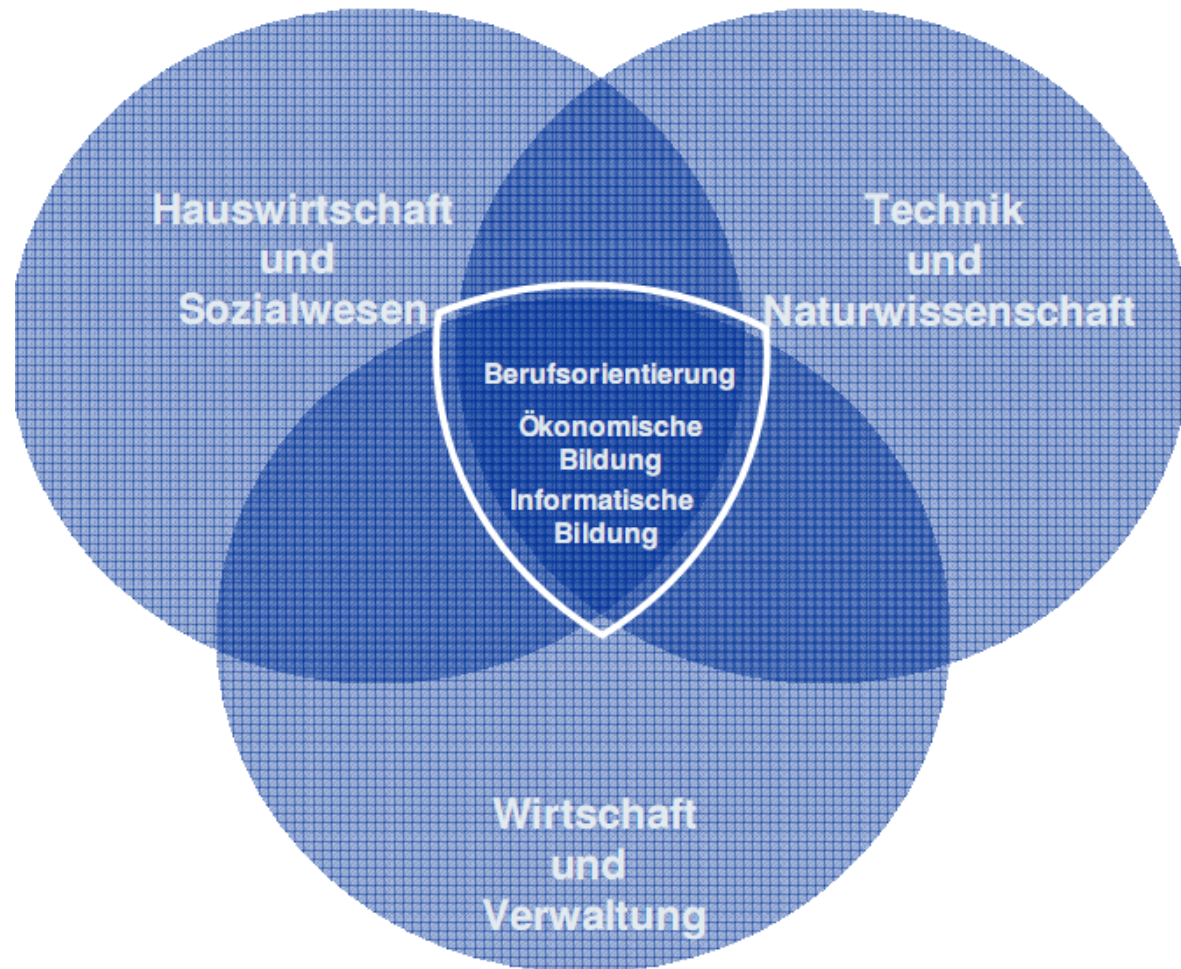 Hauswirtschaft
und
Sozialwesen
Technik
und
Naturwissenschaft
Berufsorientierung
Ökonomische
Bildung
Informatische
Bildung
Wirtschaft
und
Verwaltung